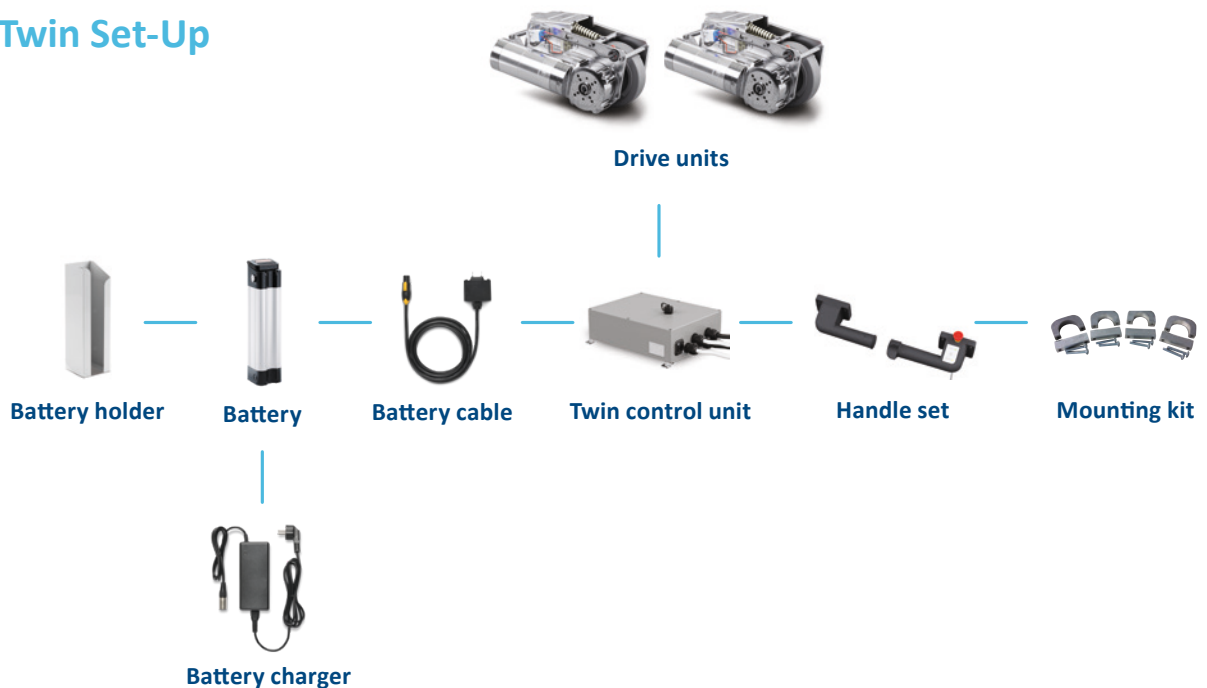 Twin Set-Up
Drive units
Battery holder
Battery
Battery cable
Twin control unit
Handle set
Mounting kit
Battery charger